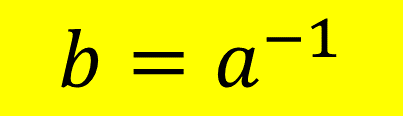 b = a⁻¹